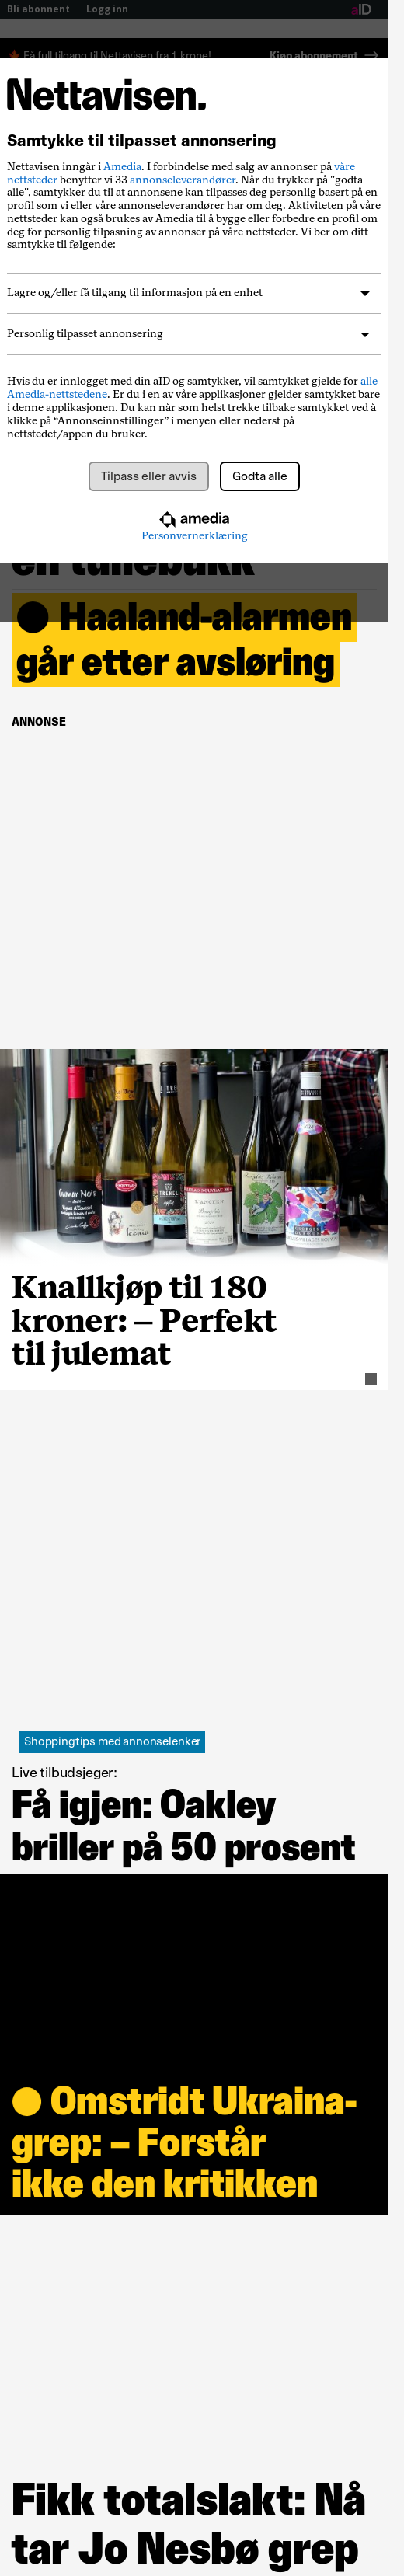 Bli abonnent | Logg inn
aID
Få full tilgang til Nettavisen fra 1 krone!
Kjøp abonnement
Nettavisen.
Samtykke til tilpasset annonsering
Nettavisen inngår i Amedia. I forbindelse med salg av annonser på våre
nettsteder benytter vi 33 annonseleverandører. Når du trykker på "godta
alle", samtykker du til at annonsene kan tilpasses deg personlig basert på en
profil som vi eller våre annonseleverandører har om deg. Aktiviteten på våre
nettsteder kan også brukes av Amedia til å bygge eller forbedre en profil om
deg for personlig tilpasning av annonser på våre nettsteder. Vi ber om ditt
samtykke til følgende:
Lagre og/eller få tilgang til informasjon på en enhet
Personlig tilpasset annonsering
Hvis du er innlogget med din aID og samtykker, vil samtykket gjelde for alle
Amedia-nettstedene. Er du i en av våre applikasjoner gjelder samtykket bare
i denne applikasjonen. Du kan når som helst trekke tilbake samtykket ved å
klikke på “Annonseinnstillinger” i menyen eller nederst på
nettstedet/appen du bruker.
Tilpass eller avvis
Godta alle
amedia
Personvernerklæring
Haaland-alarmen
går etter avsløring
ANNONSE
Knallkjøp til 180
kroner: – Perfekt
til julemat
Shoppingtips med annonselenker
Live tilbudsjeger:
Få igjen: Oakley
briller på 50 prosent
Omstridt Ukraina-
grep: – Forstår
ikke den kritikken
Fikk totalslakt: Nå
tar Jo Nesbø grep